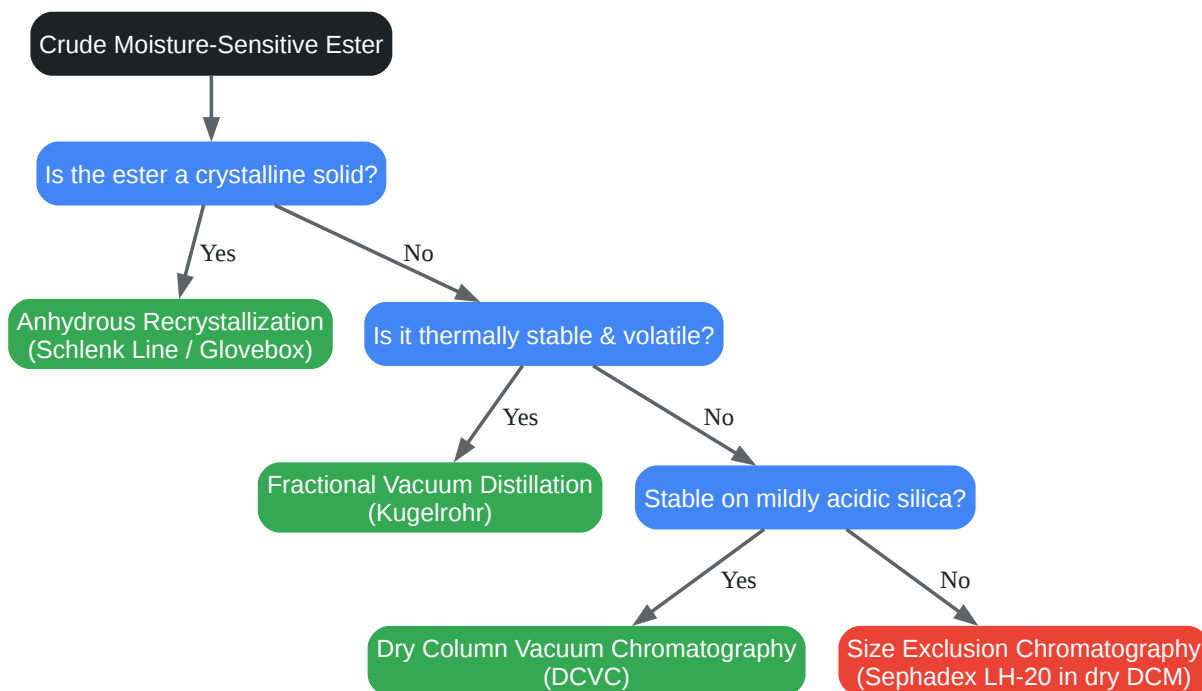 Crude Moisture-Sensitive Ester
Is the ester a crystalline solid?
Yes
No
Anhydrous Recrystallization
(Schlenk Line / Glovebox)
Is it thermally stable & volatile?
Yes
No
Fractional Vacuum Distillation
(Kugelrohr)
Stable on mildly acidic silica?
Yes
No
Dry Column Vacuum Chromatography
(DCVC)
Size Exclusion Chromatography
(Sephadex LH-20 in dry DCM)